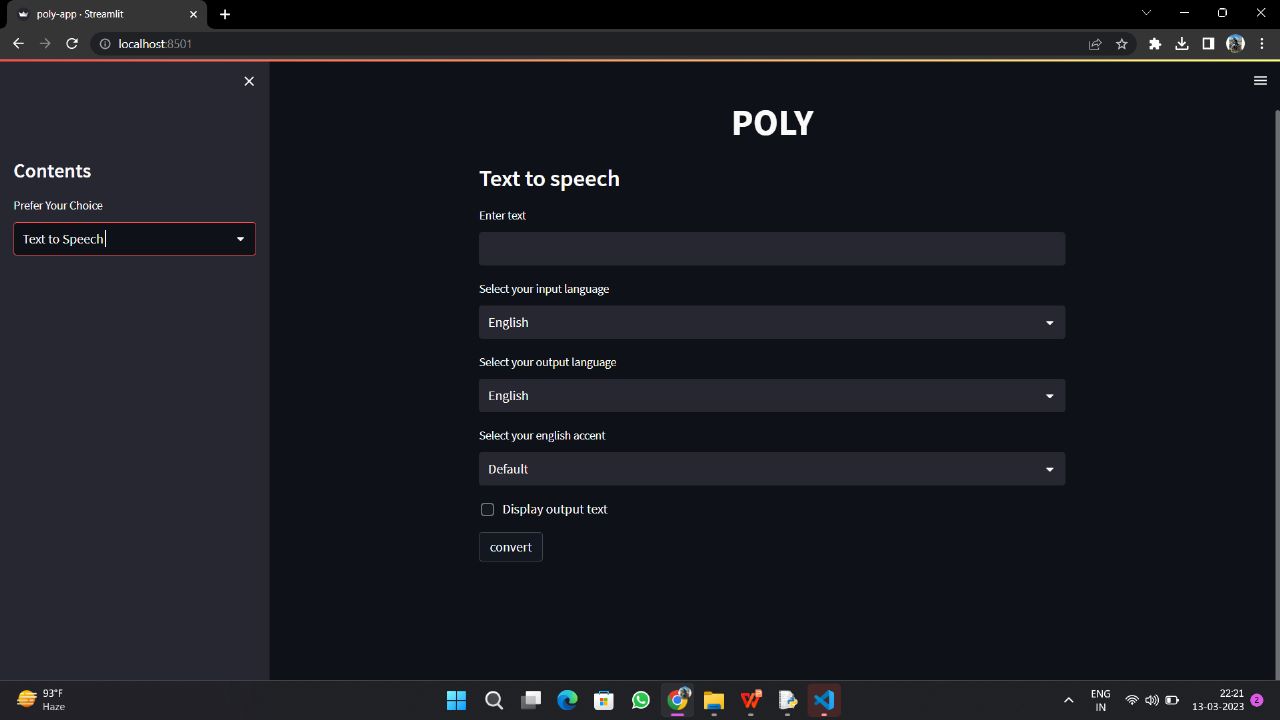 poly-app · Streamlit
localhost:8501
Contents
Prefer Your Choice
Text to Speech
POLY
Text to speech
Enter text
Select your input language
English
Select your output language
English
Select your english accent
Default
Display output text
convert
93°F
Haze
ENG
IN
22:21
13-03-2023
2